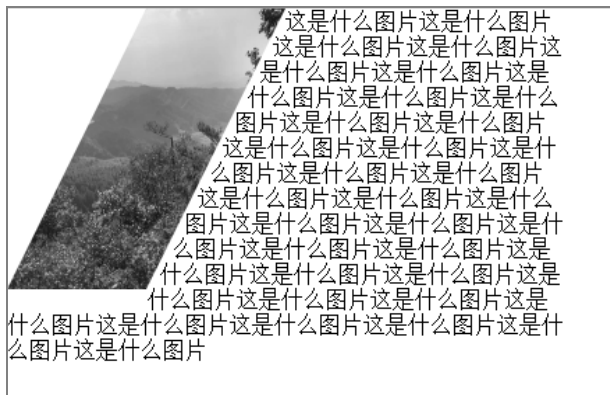 这是什么图片这是什么图片
这是什么图片这是什么图片这
是什么图片这是什么图片这是
什么图片这是什么图片这是什么
图片这是什么图片这是什么图片
这是什么图片这是什么图片这是什
么图片这是什么图片这是什么图片
这是什么图片这是什么图片这是什么
图片这是什么图片这是什么图片这是什
么图片这是什么图片这是什么图片这是
什么图片这是什么图片这是什么图片这是
什么图片这是什么图片这是什么图片这是
什么图片这是什么图片这是什么图片这是什么图片这是什
么图片这是什么图片